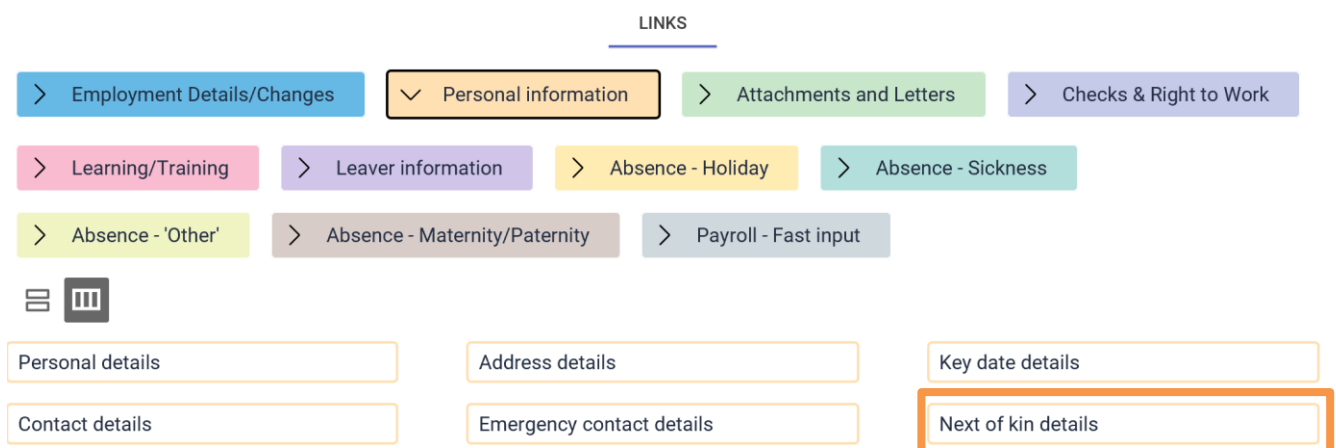 LINKS
Employment Details/Changes Personal information Attachments and Letters Checks & Right to Work
Learning/Training Leaver information Absence - Holiday Absence - Sickness
Absence - 'Other' Absence - Maternity/Paternity Payroll - Fast input
Personal details Address details Key date details
Contact details Emergency contact details Next of kin details